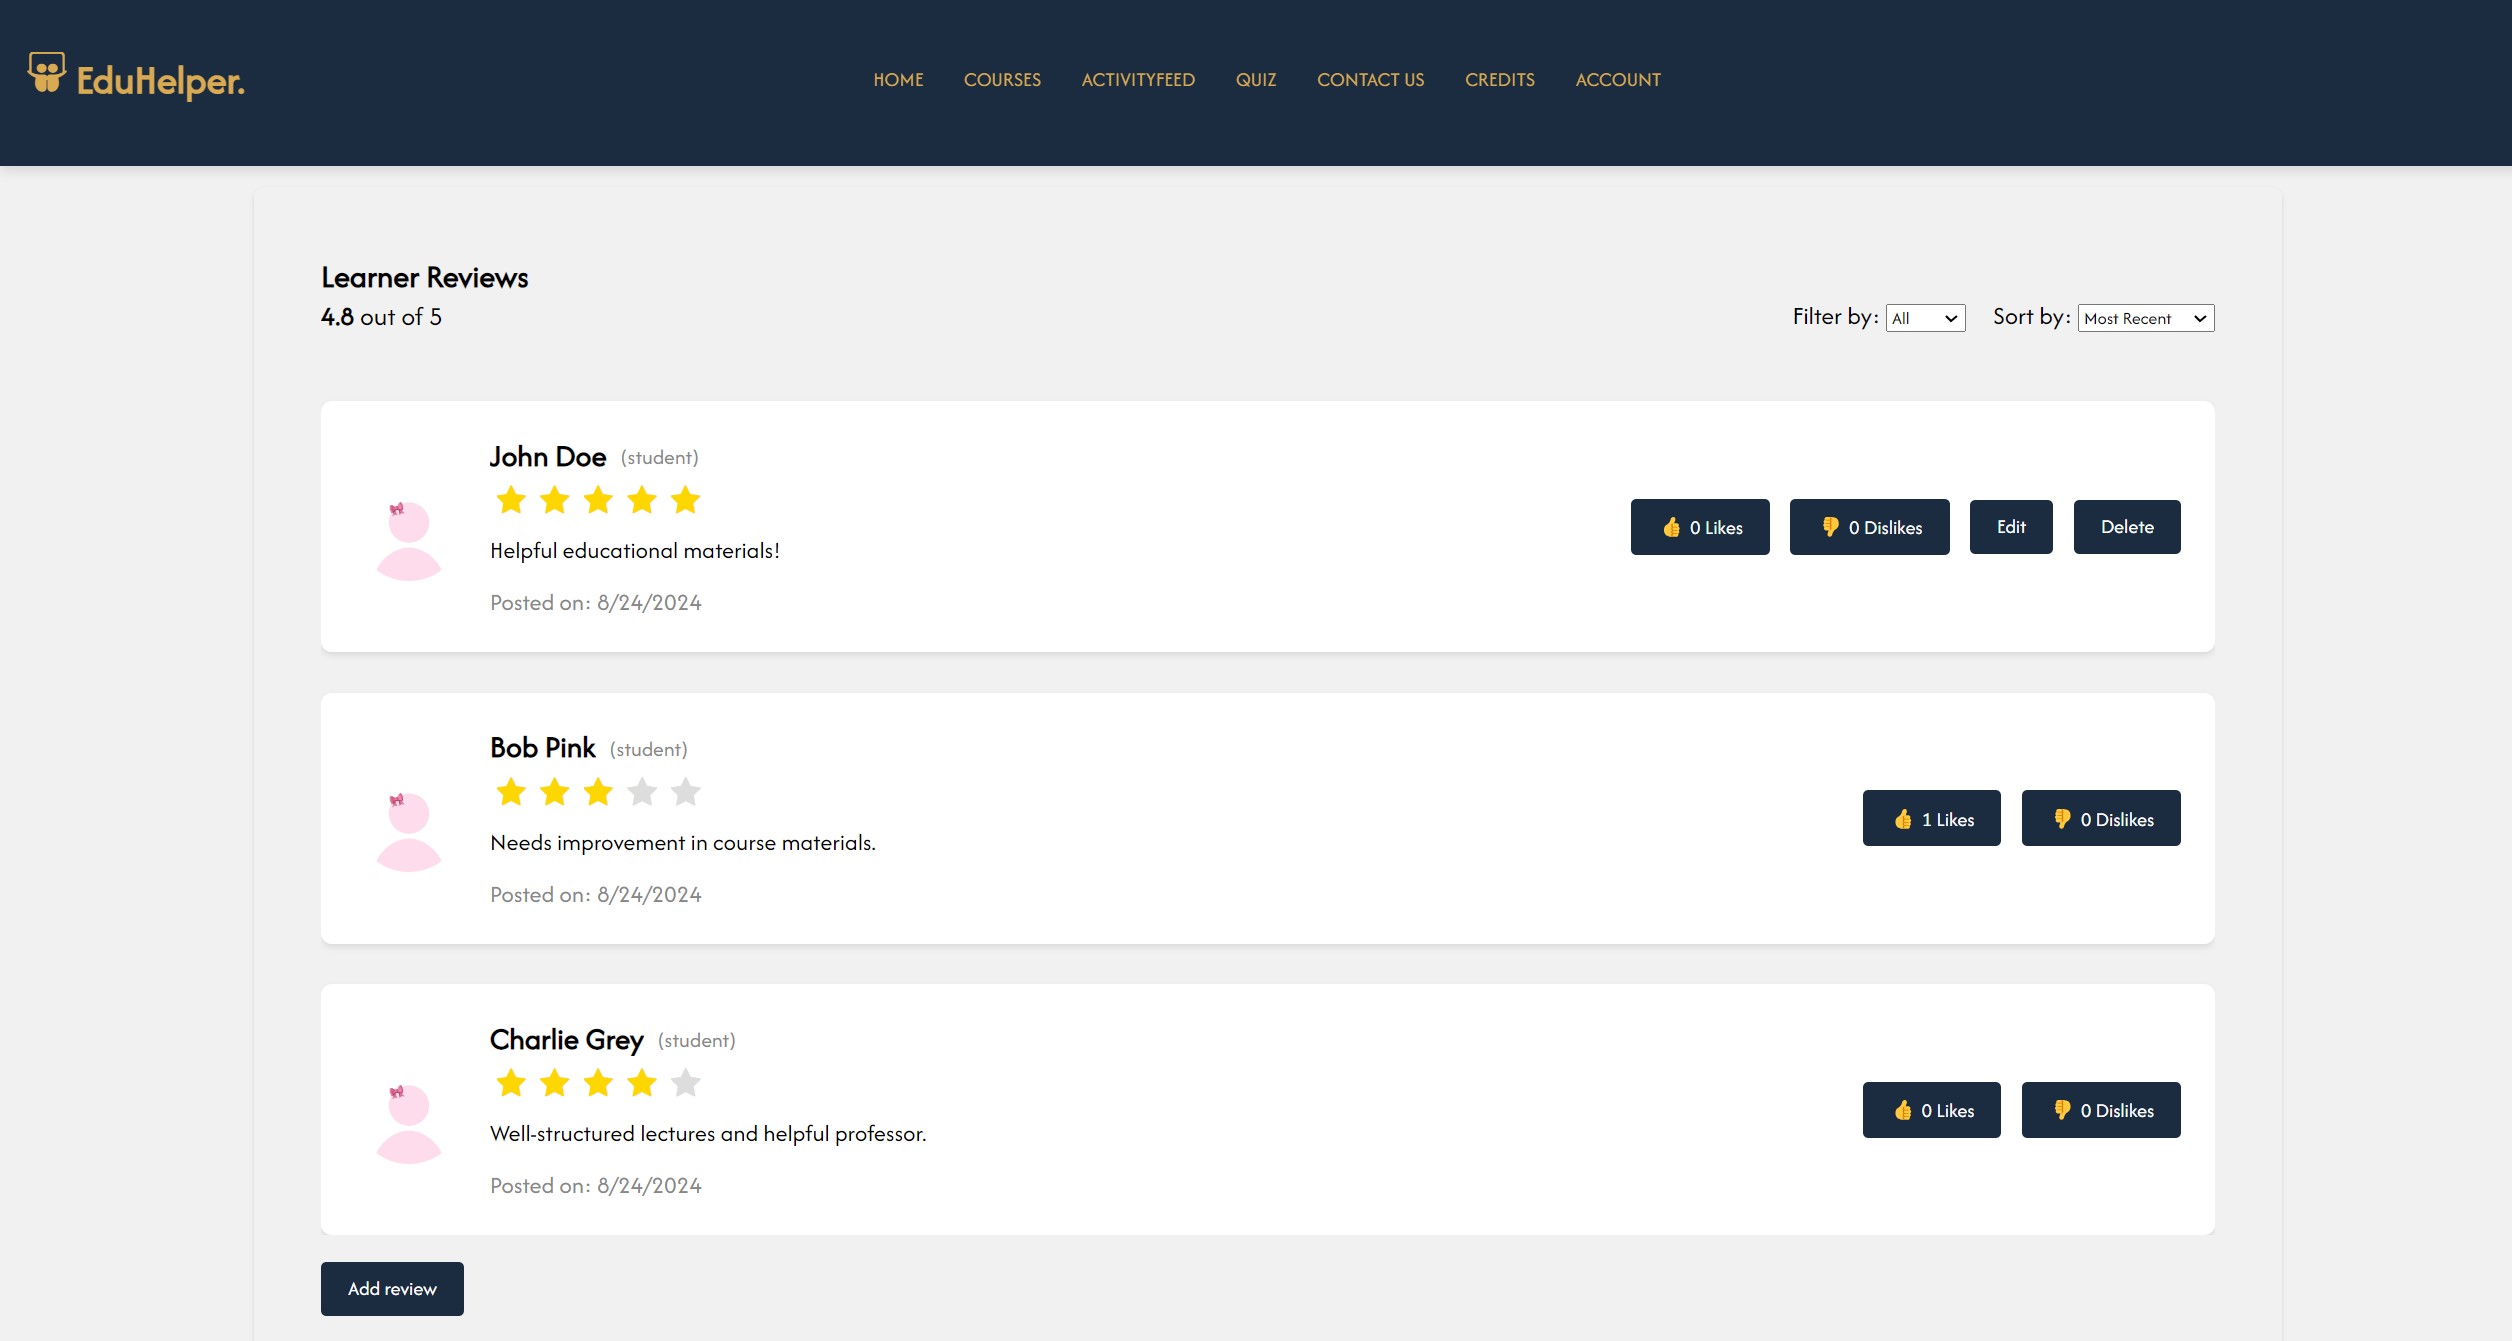 EduHelper.
HOME COURSES ACTIVITYFEED QUIZ CONTACT US CREDITS ACCOUNT
Learner Reviews
4.8 out of 5
Filter by: All Sort by: Most Recent
John Doe (student)
Helpful educational materials!
Posted on: 8/24/2024
0 Likes 0 Dislikes Edit Delete
Bob Pink (student)
Needs improvement in course materials.
Posted on: 8/24/2024
1 Likes 0 Dislikes
Charlie Grey (student)
Well-structured lectures and helpful professor.
Posted on: 8/24/2024
0 Likes 0 Dislikes
Add review